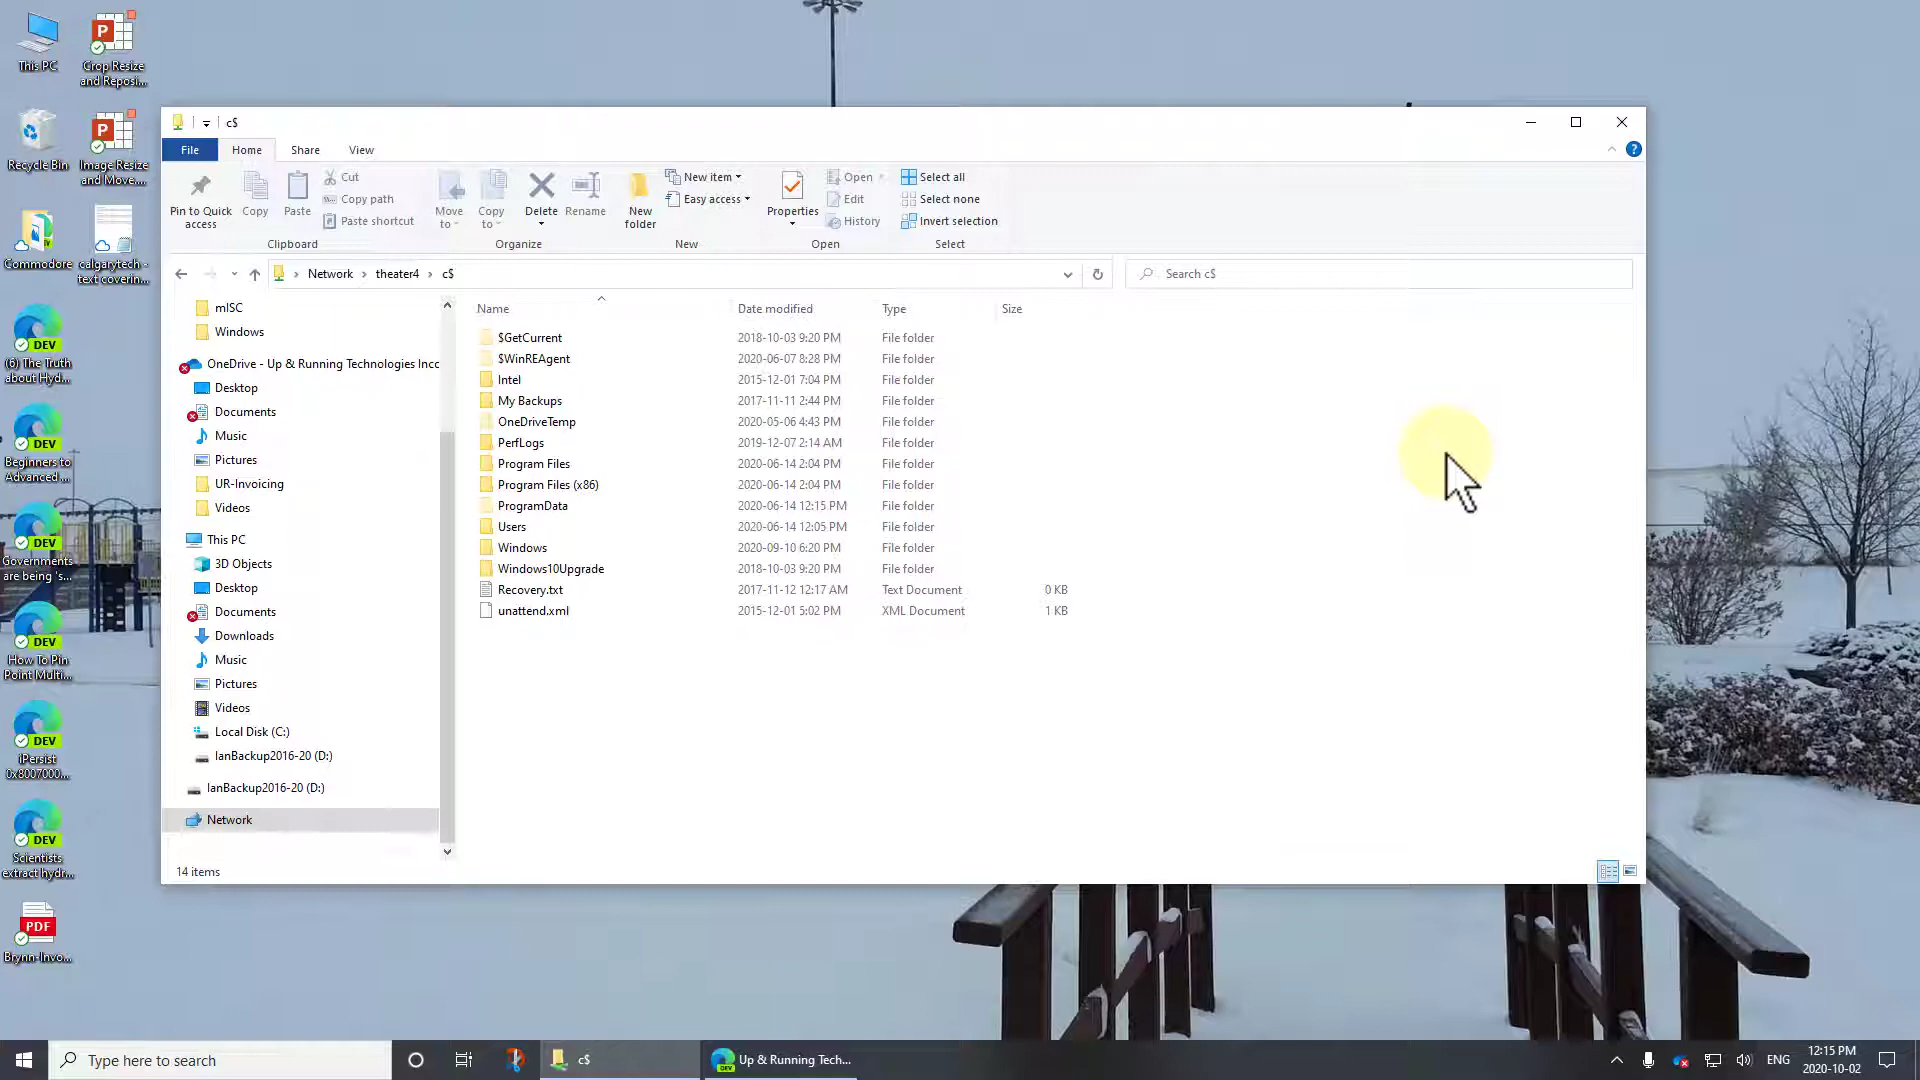 This PC
Crop Resize
and Reposi...
Recycle Bin
Image Resize
and Move....
Commodore
calgarytech -
text coverin...
DEV
(6) The Truth
about Hyd...
DEV
Beginners to
Advanced ...
DEV
Governments
are being 's...
DEV
How To Pin
Point Multi...
DEV
iPersist
0x8007000...
DEV
Scientists
extract hydr...
PDF
Brynn-Invo...
c$
File
Home
Share
View
Pin to Quick
access
Copy
Paste
Cut
Copy path
Paste shortcut
Clipboard
Move
to
Copy
to
Delete
Rename
Organize
New
folder
New item
Easy access
New
Properties
Open
Edit
History
Open
Select all
Select none
Invert selection
Select
Network > theater4 > c$
Search c$
mISC
Windows
OneDrive - Up & Running Technologies Inco
Desktop
Documents
Music
Pictures
UR-Invoicing
Videos
This PC
3D Objects
Desktop
Documents
Downloads
Music
Pictures
Videos
Local Disk (C:)
IanBackup2016-20 (D:)
IanBackup2016-20 (D:)
Network
Name Date modified Type Size
$GetCurrent 2018-10-03 9:20 PM File folder
$WinREAgent 2020-06-07 8:28 PM File folder
Intel 2015-12-01 7:04 PM File folder
My Backups 2017-11-11 2:44 PM File folder
OneDriveTemp 2020-05-06 4:43 PM File folder
PerfLogs 2019-12-07 2:14 AM File folder
Program Files 2020-06-14 2:04 PM File folder
Program Files (x86) 2020-06-14 2:04 PM File folder
ProgramData 2020-06-14 12:15 PM File folder
Users 2020-06-14 12:05 PM File folder
Windows 2020-09-10 6:20 PM File folder
Windows10Upgrade 2018-10-03 9:20 PM File folder
Recovery.txt 2017-11-12 12:17 AM Text Document 0 KB
unattend.xml 2015-12-01 5:02 PM XML Document 1 KB
14 items
Type here to search
c$
Up & Running Tech...
ENG
12:15 PM
2020-10-02